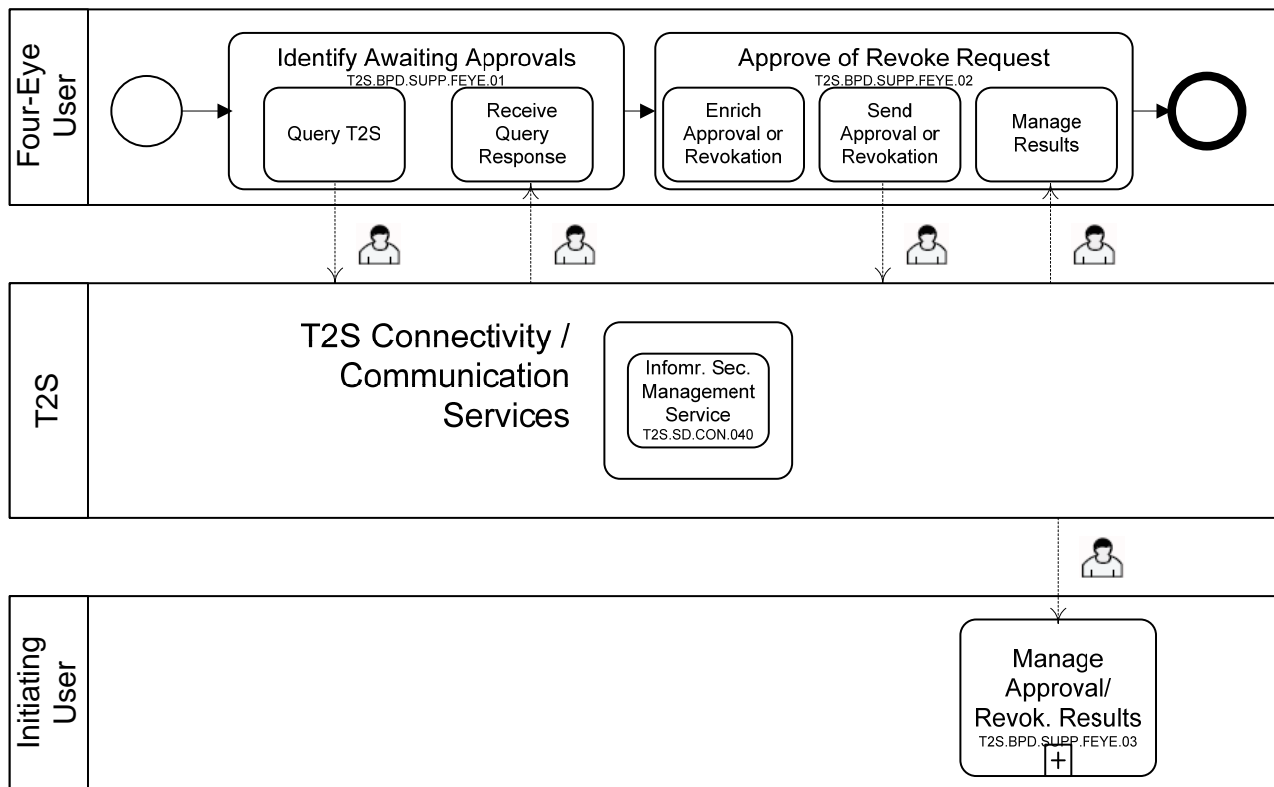 Four-Eye
User
Identify Awaiting Approvals
T2S.BPD.SUPP.FEYE.01
Query T2S
Receive
Query
Response
Approve of Revoke Request
T2S.BPD.SUPP.FEYE.02
Enrich
Approval or
Revokation
Send
Approval or
Revokation
Manage
Results
T2S
T2S Connectivity /
Communication
Services
Infomr. Sec.
Management
Service
T2S.SD.CON.040
Initiating
User
Manage
Approval/
Revok. Results
T2S.BPD.SUPP.FEYE.03